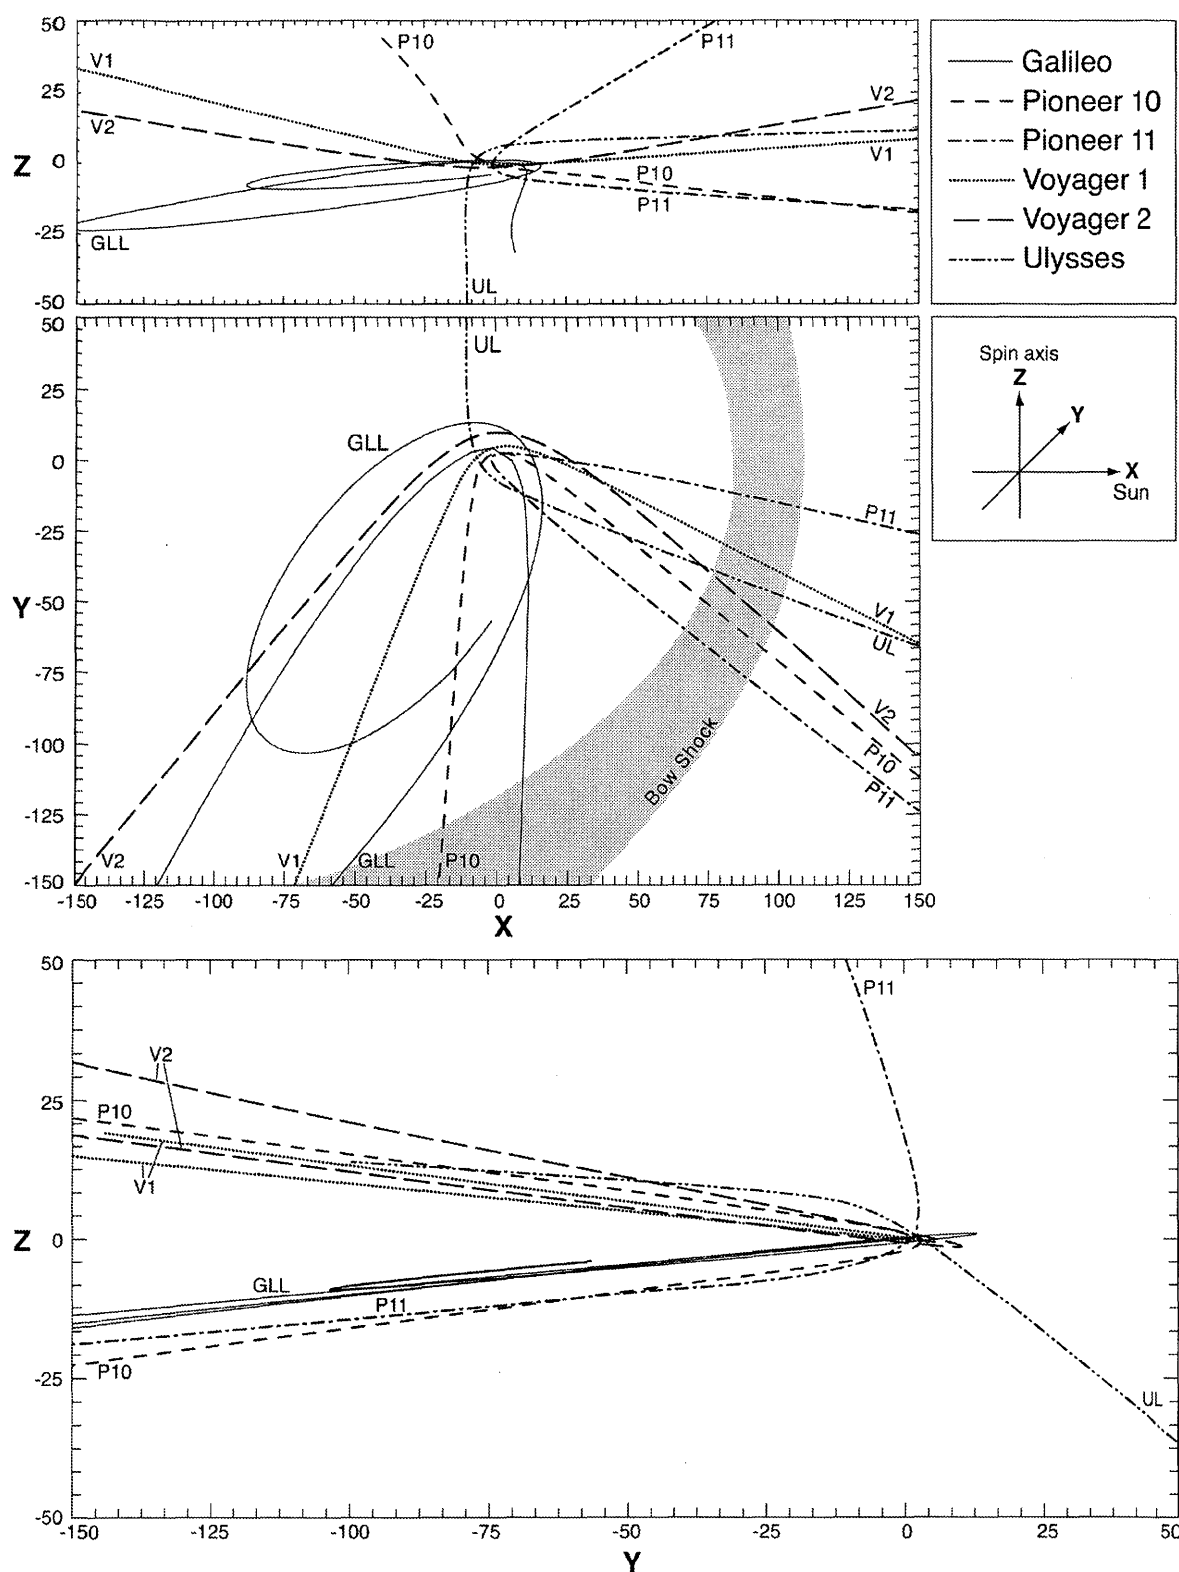 50
25
Z 0
-25
-50
V1
V2
P10
P11
V2
V1
P10
P11
GLL
UL
Galileo
Pioneer 10
Pioneer 11
Voyager 1
Voyager 2
Ulysses
50
25
0
-25
Y -50
-75
-100
-125
-150
UL
GLL
P11
V1
UL
V2
P10
P11
Bow Shock
V2
V1
GLL
P10
-150 -125 -100 -75 -50 -25 0 25 50 75 100 125 150
X
Spin axis
Z
Y
X
Sun
50
25
Z 0
-25
-50
P11
V2
P10
V1
GLL
P11
P10
UL
-150 -125 -100 -75 -50 -25 0 25 50
Y